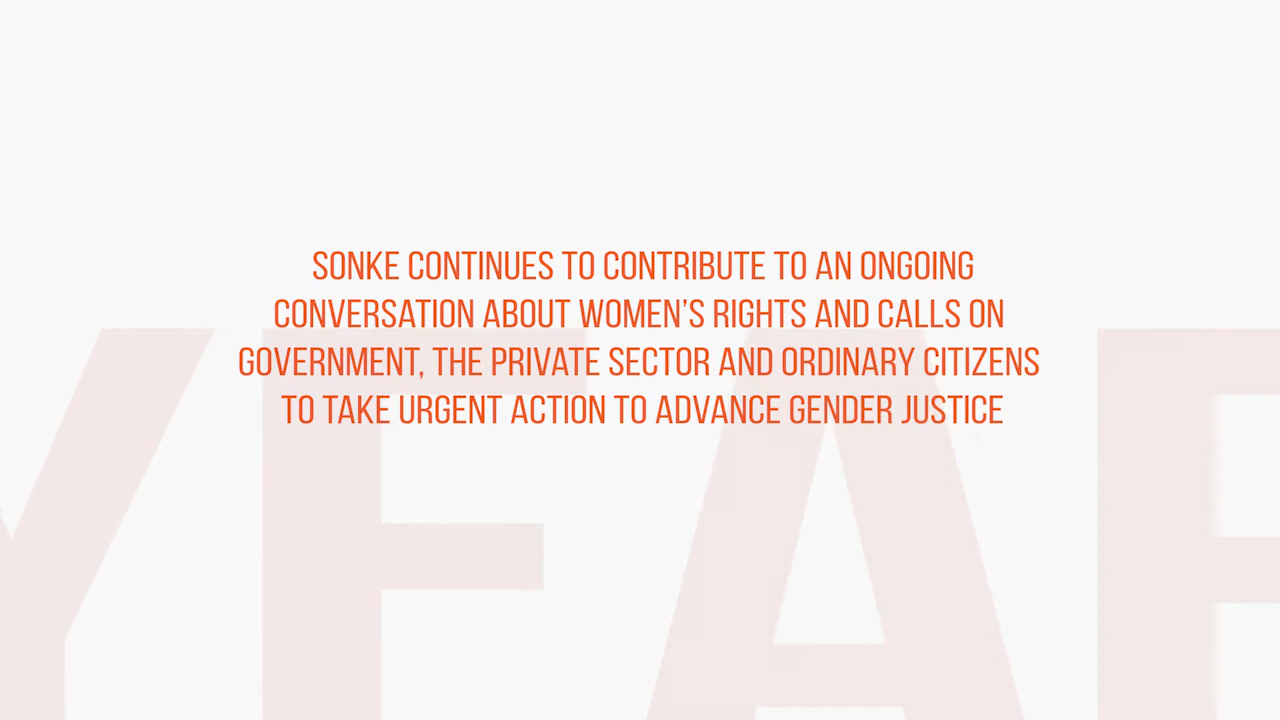 SONKE CONTINUES TO CONTRIBUTE TO AN ONGOING
CONVERSATION ABOUT WOMEN’S RIGHTS AND CALLS ON
GOVERNMENT, THE PRIVATE SECTOR AND ORDINARY CITIZENS
TO TAKE URGENT ACTION TO ADVANCE GENDER JUSTICE
YEAR